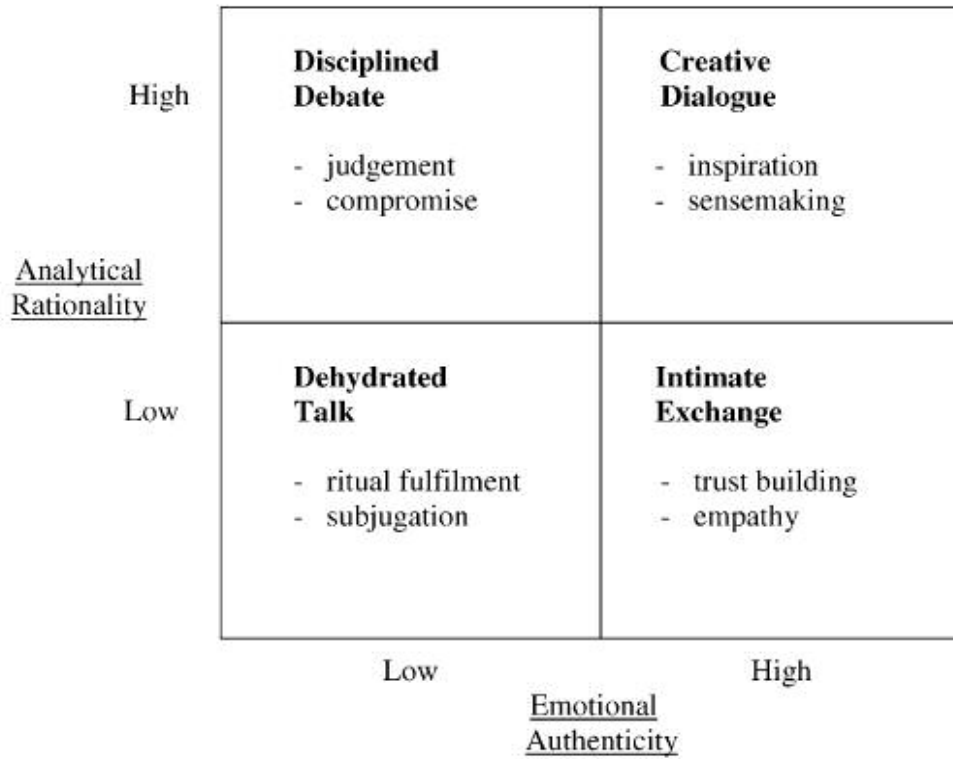 High
Disciplined
Debate
- judgement
- compromise
Creative
Dialogue
- inspiration
- sensemaking
Analytical
Rationality
Low
Dehydrated
Talk
- ritual fulfilment
- subjugation
Intimate
Exchange
- trust building
- empathy
Low
High
Emotional
Authenticity